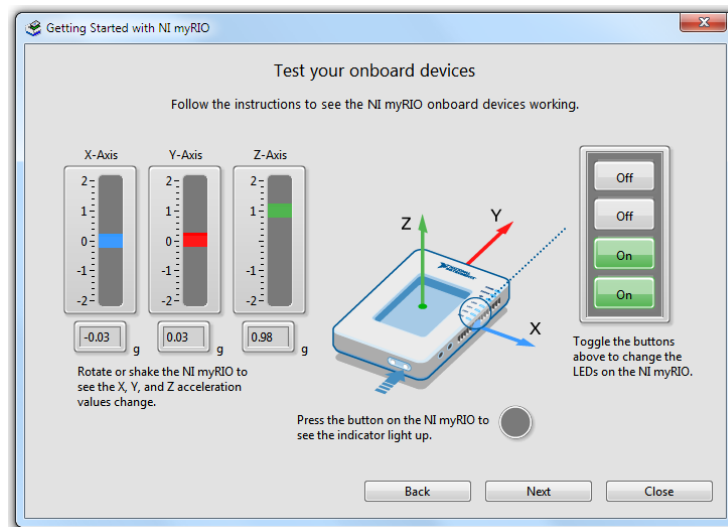 Getting Started with NI myRIO
Test your onboard devices
Follow the instructions to see the NI myRIO onboard devices working.
X-Axis
Y-Axis
Z-Axis
2
1
0
-1
-2
2
1
0
-1
-2
2
1
0
-1
-2
-0.03
g
0.03
g
0.98
g
Rotate or shake the NI myRIO to
see the X, Y, and Z acceleration
values change.
Z
Y
X
Press the button on the NI myRIO to
see the indicator light up.
Off
Off
On
On
Toggle the buttons
above to change the
LEDs on the NI myRIO.
Back
Next
Close